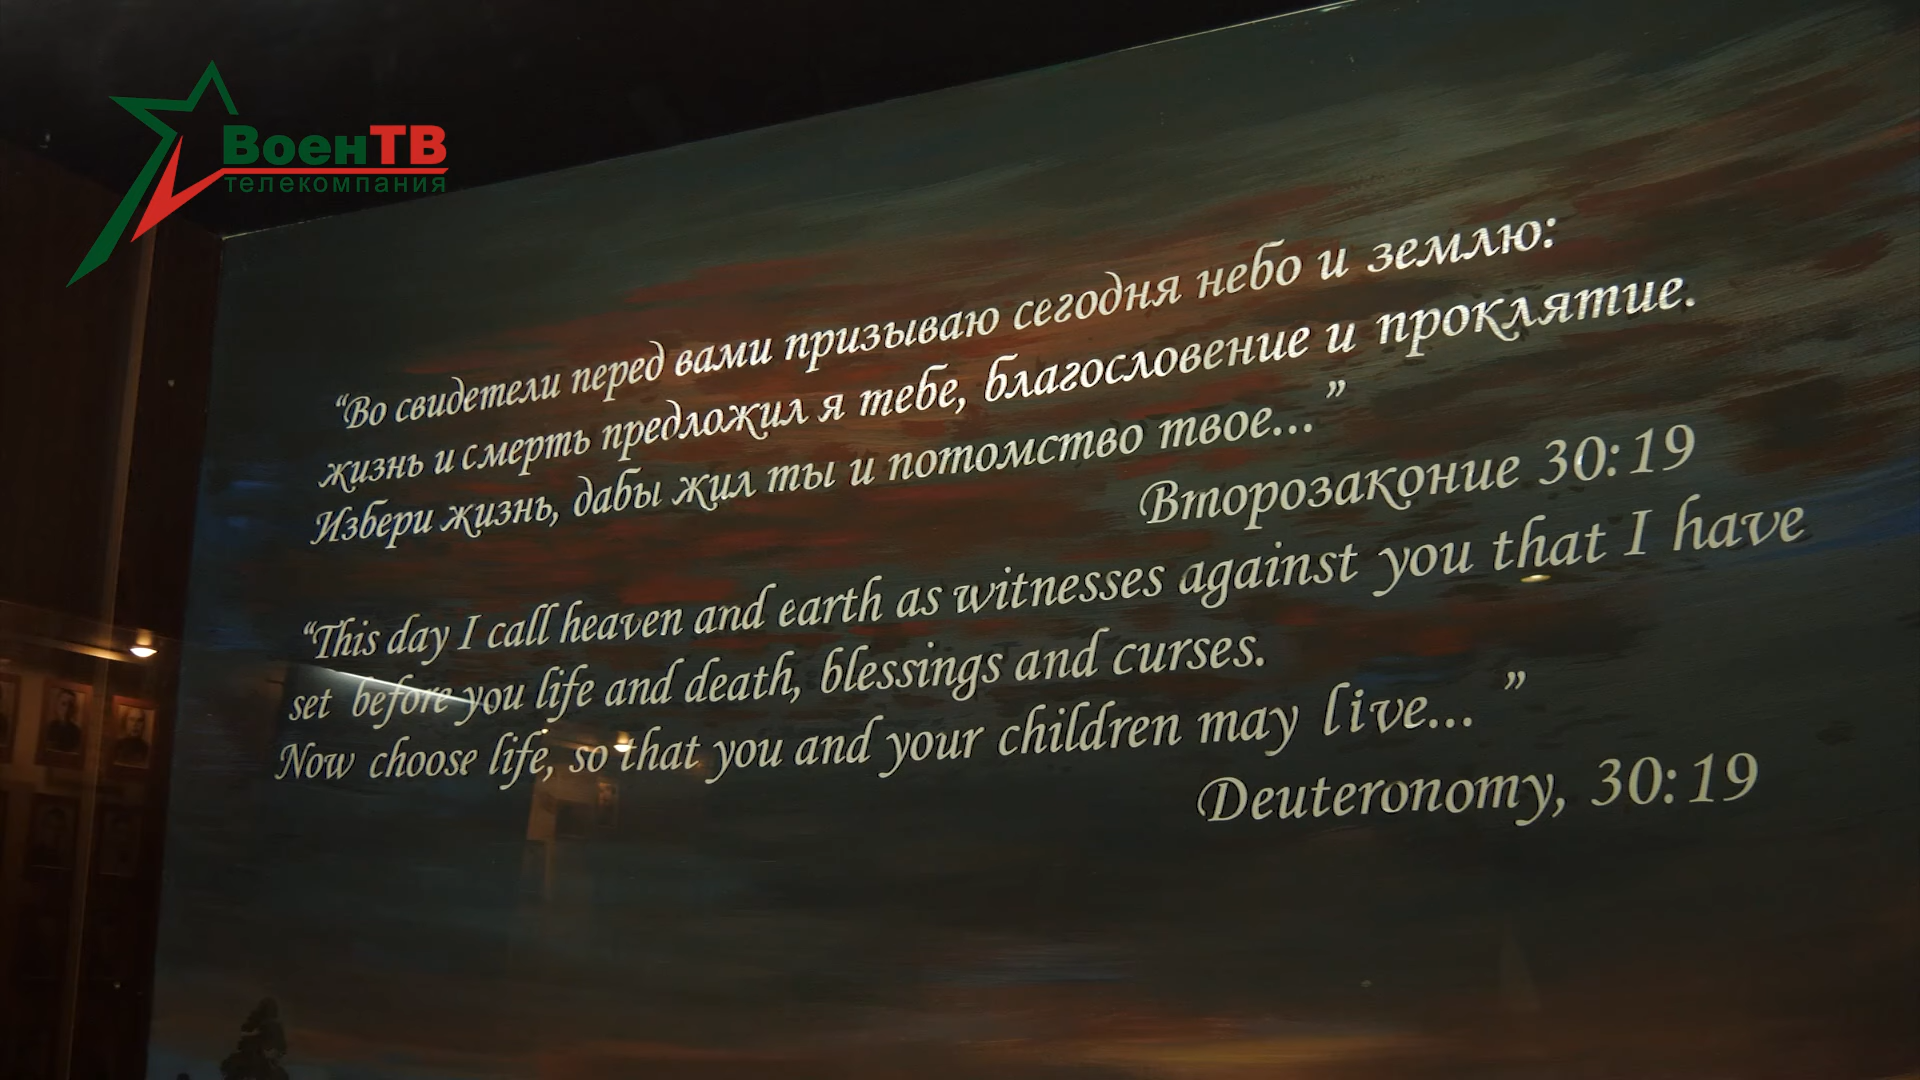 ВоенТВ
телекомпания
“Во свидетели перед вами призываю сегодня небо и землю:
жизнь и смерть предложил я тебе, благословение и проклятие.
Избери жизнь, дабы жил ты и потомство твое...”
Второзаконие 30:19
“This day I call heaven and earth as witnesses against you that I have
set before you life and death, blessings and curses.
Now choose life, so that you and your children may live... ”
Deuteronomy, 30:19